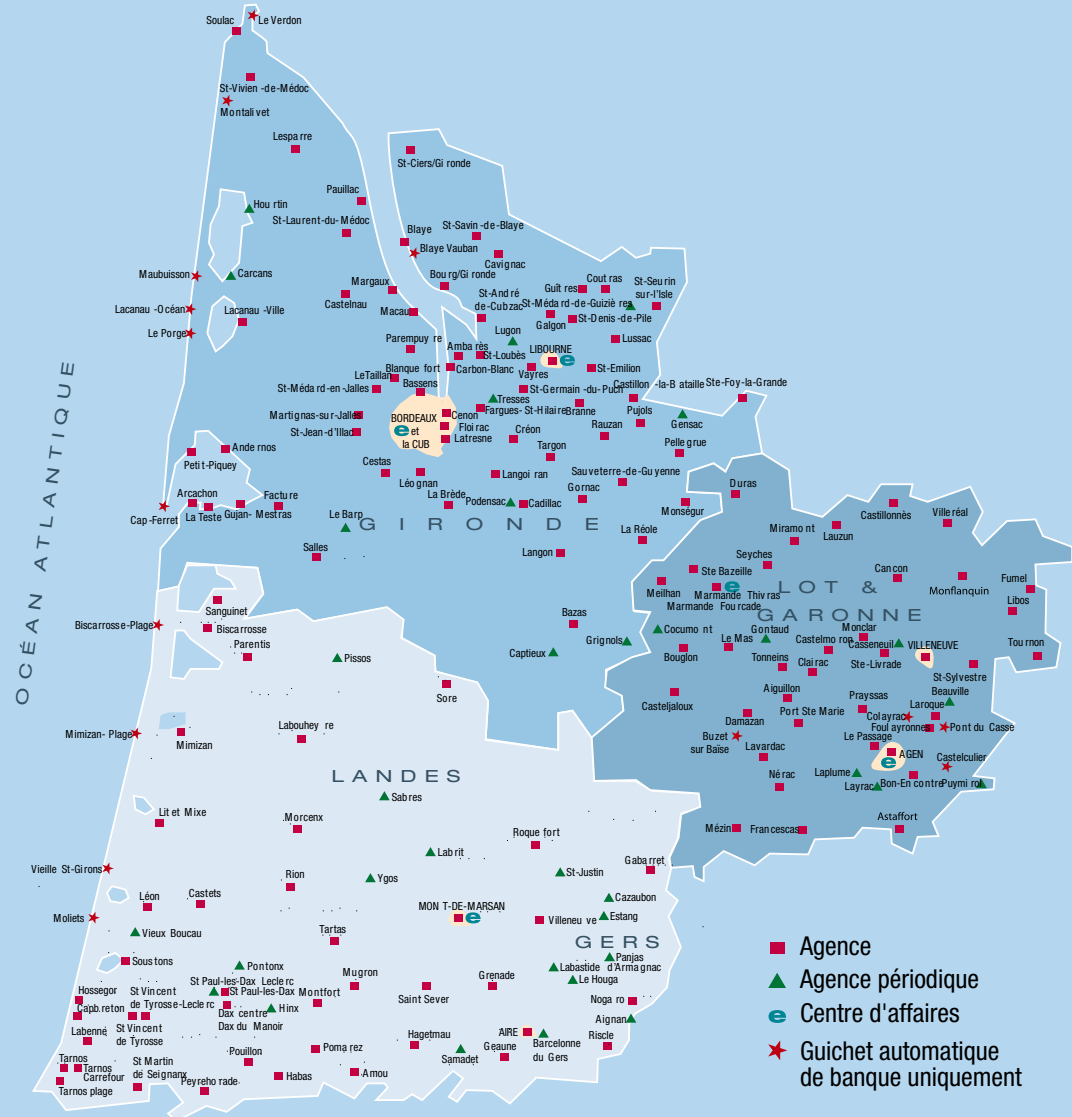 Soulac
Le Verdon
St-Vivien -de-Médoc
Montalivet
Lesparre
St-Ciers/Gironde
Pauillac
Hourtin
St-Laurent-du-Médoc
Blaye
St-Savin -de-Blaye
Blaye Vauban
Cavignac
Maubuisson
Carcans
Margaux
Bourg/Gironde
Guîtres
Coutras
St-Seurin
sur-l'Isle
Castelnau
St-André
de-Cubzac
St-Médard-de-Guizières
Lacanau -Océan
Lacanau -Ville
Macau
Galgon
St-Denis-de-Pile
Le Porge
Lugon
Lussac
Parempuyre
Ambarès
St-Loubès
LIBOURNE
Blanquefort
Carbon-Blanc
Vayres
St-Emilion
Le Taillan
St-Médard-en-Jalles
Bassens
St-Germain -du-Puch
Castillon -la-Bataille
Ste-Foy-la-Grande
Tresses
Martignas-sur-Jalles
BORDEAUX
et
la CUB
Cenon
Fargues-St-Hilaire
Branne
Pujols
Gensac
St-Jean-d'Illac
Floirac
Latresne
Créon
Rauzan
Andernos
Targon
Pellegrue
Petit-Piquey
Cestas
Léognan
Langoiran
Sauveterre-de-Guyenne
Duras
Arcachon
La Teste
Gujan- Mestras
Facture
La Brède
Podensac
Cadillac
Gornac
Monségur
Castillonnès
Villeréal
Cap -Ferret
Le Barp
GIRONDE
La Réole
Miramont
Lauzun
Salles
Langon
Seyches
Ste Bazeille
Cancon
Monflanquin
Fumel
Meilhan
Marmande Thivras
Marmande Fourcade
LOT &
GARONNE
Libos
Sanguinet
Bazas
Biscarrosse-Plage
Biscarrosse
Grignols
Cocumont
Gontaud
Monclar
Casseneuil
VILLENEUVE
Tournon
Parentis
Pissos
Captieux
Bouglon
Le Mas
Castelmoron
Tonneins
Clairac
Ste-Livrade
St-Sylvestre
Sore
Casteljaloux
Aiguillon
Prayssas
Beauville
Laroque
Colayrac
Damazan
Port Ste Marie
Foulayronnes
Pont du Casse
Mimizan- Plage
Mimizan
Labouheyre
Buzet
sur Baïse
Lavardac
Le Passage
AGEN
Castelculier
LANDES
Nérac
Laplume
Layrac
Bon-Encontre
Puymirol
Sabres
Lit et Mixe
Morcenx
Roquefort
Mézin
Francescas
Astaffort
Labrit
Gabarret
Vieille St-Girons
Rion
Ygos
St-Justin
Léon
Castets
Cazaubon
Moliets
MONT-DE-MARSAN
Villeneuve
Estang
Vieux Boucau
Tartas
GERS
Soustons
Pontonx
Panjas
Labastide d'Armagnac
Le Houga
Hossegor
St Vincent
de Tyrosse-Leclerc
St Paul-les-Dax Leclerc
St Paul-les-Dax
Montfort
Mugron
Saint Sever
Grenade
Nogaro
Capbreton
Dax centre
Dax du Manoir
Hinx
Aignan
Labenne
St Vincent
de Tyrosse
Hagetmau
AIRE
Barcelonne
du Gers
Riscle
Tarnos
Tarnos
Carrefour
Tarnos plage
St Martin
de Seignanx
Pouillon
Pomarez
Geaune
Samadet
Peyrehorade
Habas
Amou
OCÉAN ATLANTIQUE
Agence
Agence périodique
e Centre d'affaires
Guichet automatique
de banque uniquement